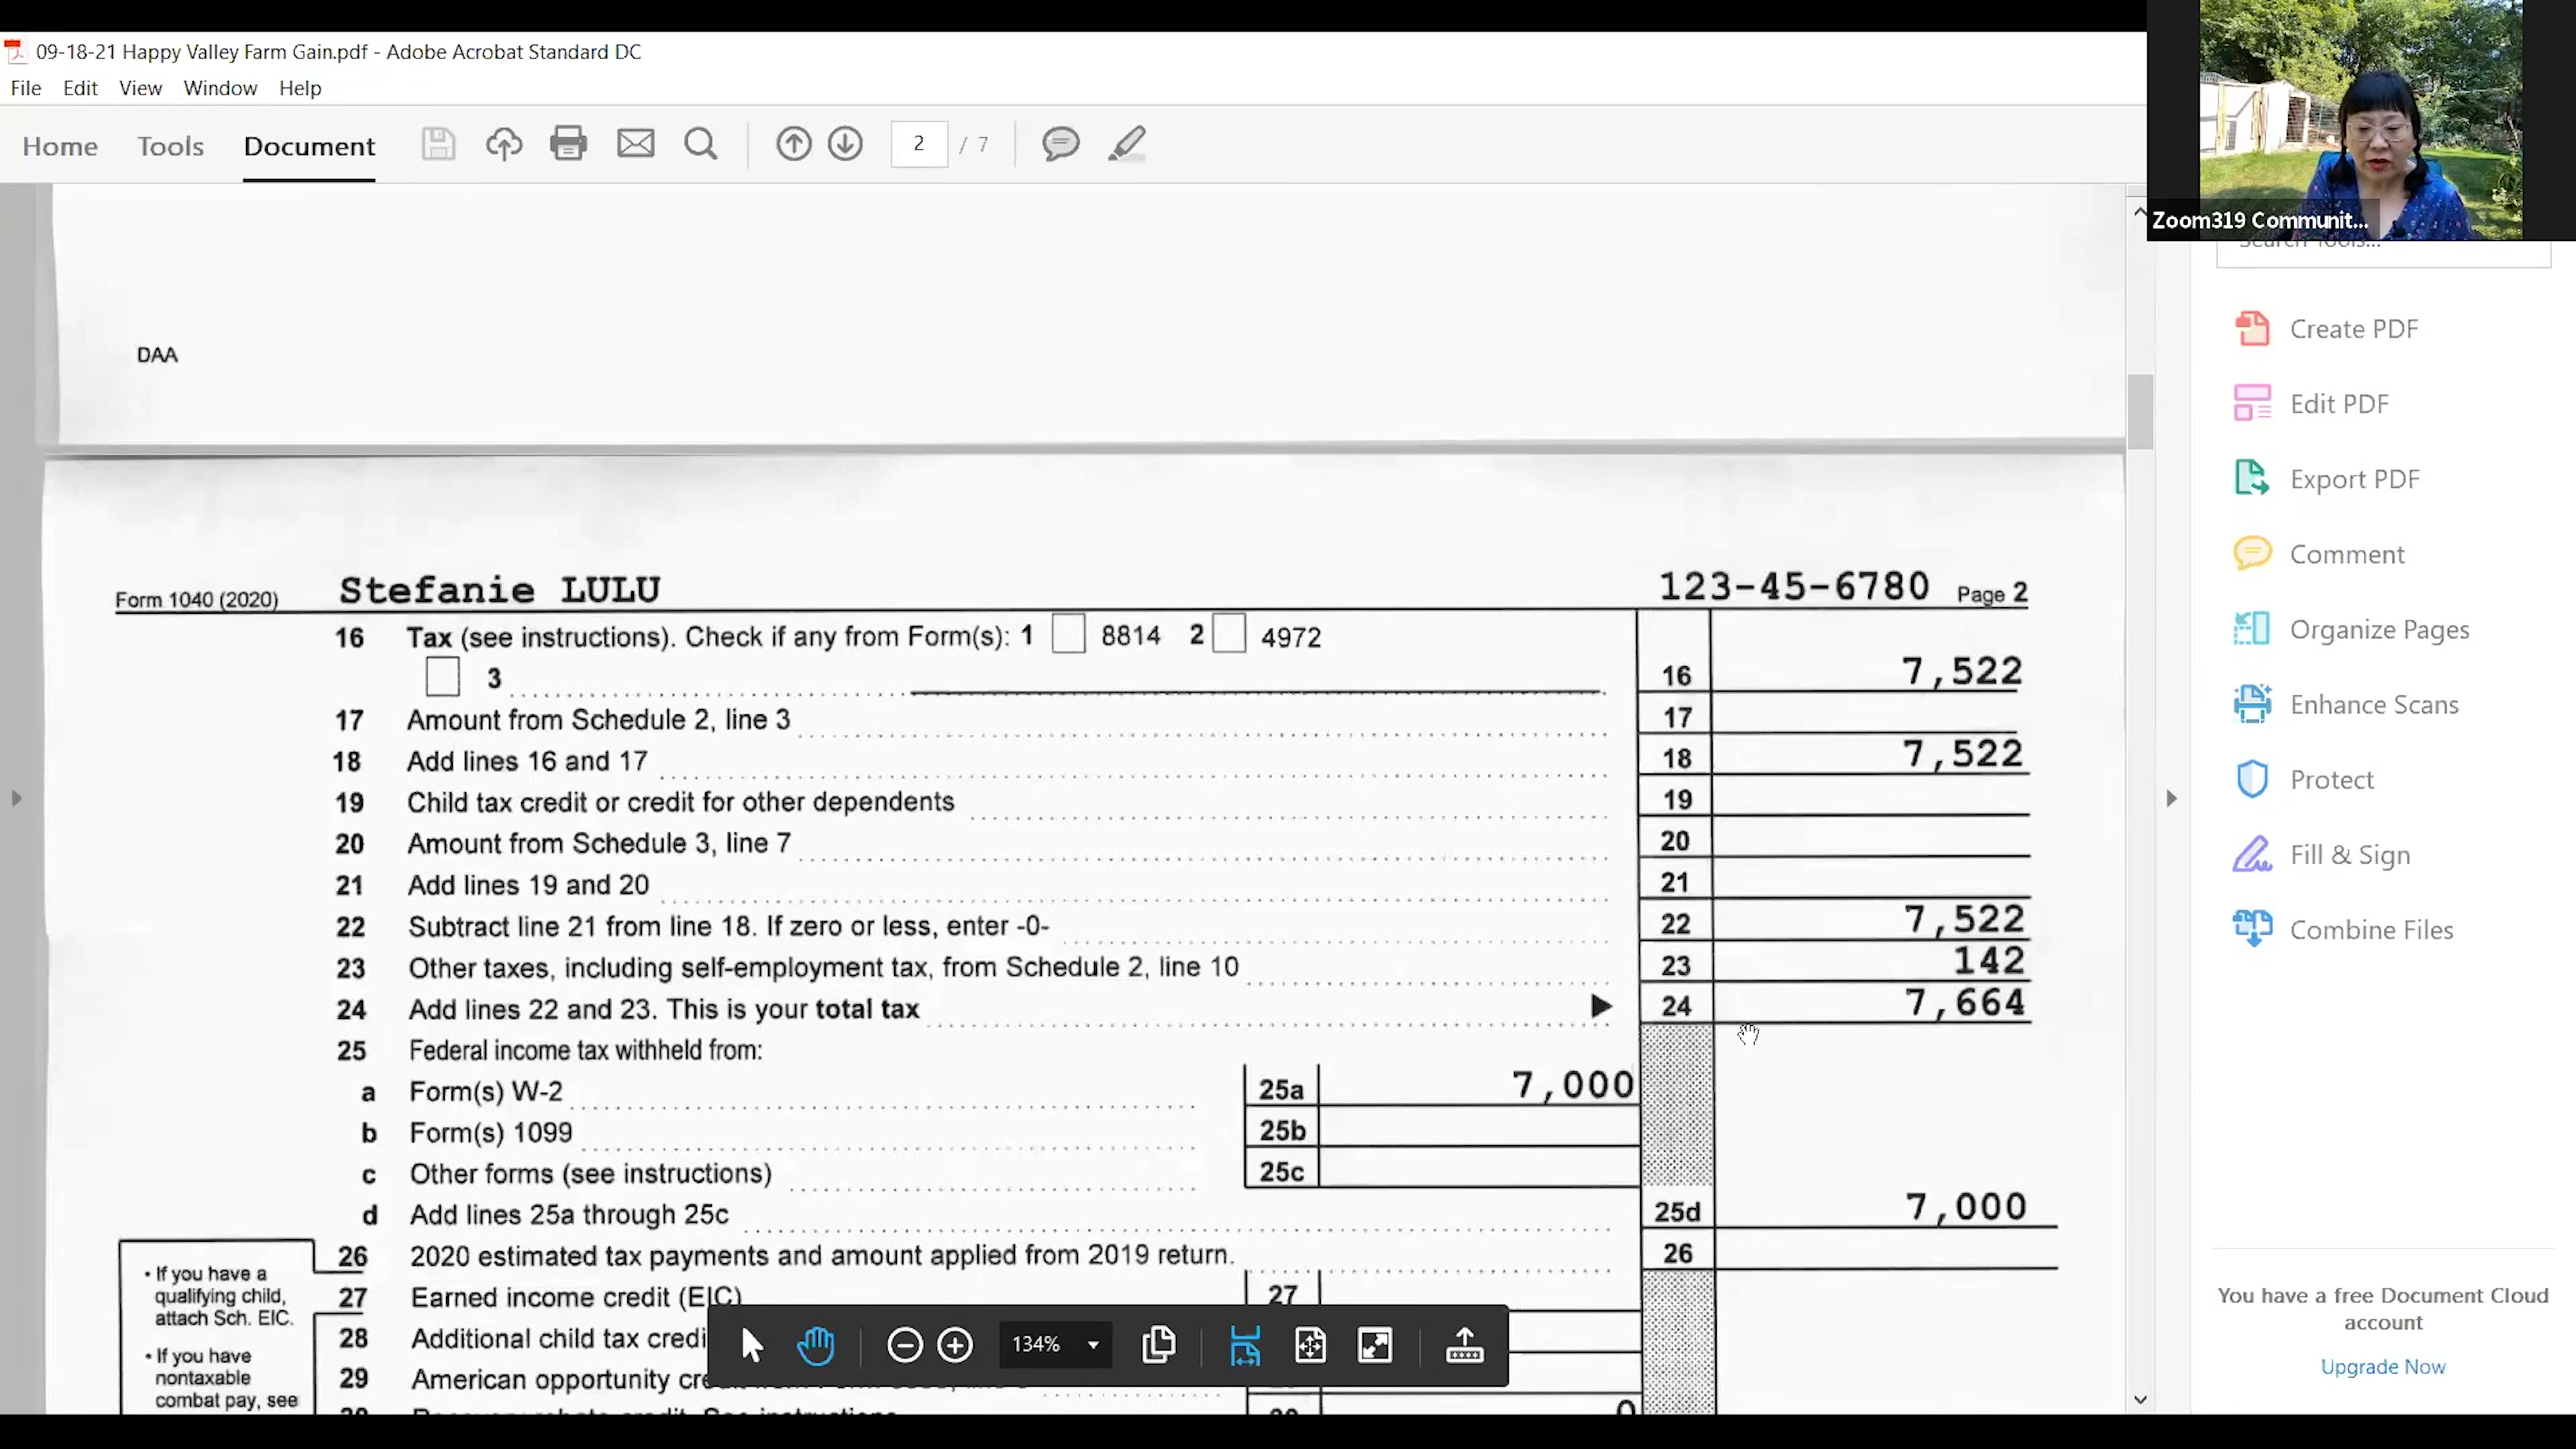 09-18-21 Happy Valley Farm Gain.pdf - Adobe Acrobat Standard DC
File Edit View Window Help
Home Tools Document 2 / 7
Zoom319 Communit...
DAA
Form 1040 (2020) Stefanie LULU 123-45-6780 Page 2
16 Tax (see instructions). Check if any from Form(s): 1 8814 2 4972
3 16 7,522
17 Amount from Schedule 2, line 3 17
18 Add lines 16 and 17 18 7,522
19 Child tax credit or credit for other dependents 19
20 Amount from Schedule 3, line 7 20
21 Add lines 19 and 20 21
22 Subtract line 21 from line 18. If zero or less, enter -0- 22 7,522
23 Other taxes, including self-employment tax, from Schedule 2, line 10 23 142
24 Add lines 22 and 23. This is your total tax 24 7,664
25 Federal income tax withheld from:
a Form(s) W-2 25a 7,000
b Form(s) 1099 25b
c Other forms (see instructions) 25c
d Add lines 25a through 25c 25d 7,000
26 2020 estimated tax payments and amount applied from 2019 return. 26
27 Earned income credit (EIC) 27
28 Additional child tax credi
29 American opportunity cre
• If you have a
qualifying child,
attach Sch. EIC.
• If you have
nontaxable
combat pay, see
134%
Create PDF
Edit PDF
Export PDF
Comment
Organize Pages
Enhance Scans
Protect
Fill & Sign
Combine Files
You have a free Document Cloud
account
Upgrade Now